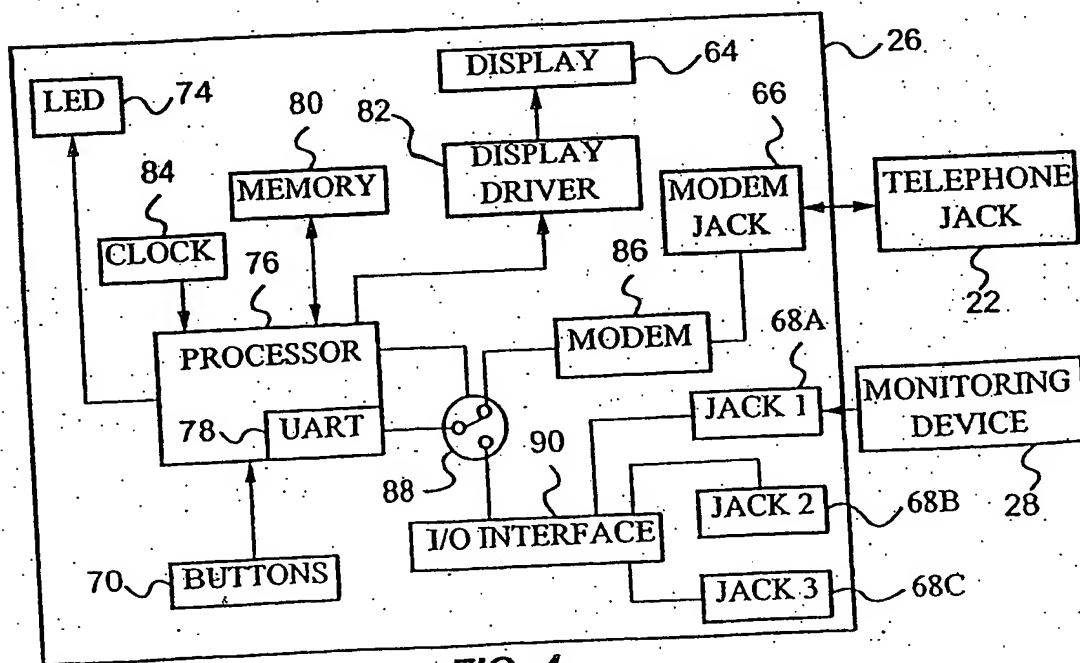 DISPLAY
64
26
LED
74
80
82
DISPLAY
DRIVER
66
84
MEMORY
MODEM
JACK
TELEPHONE
JACK
22
CLOCK
76
86
PROCESSOR
MODEM
68A
JACK 1
MONITORING
DEVICE
28
78
UART
88
90
JACK 2
68B
I/O INTERFACE
70
BUTTONS
JACK 3
68C